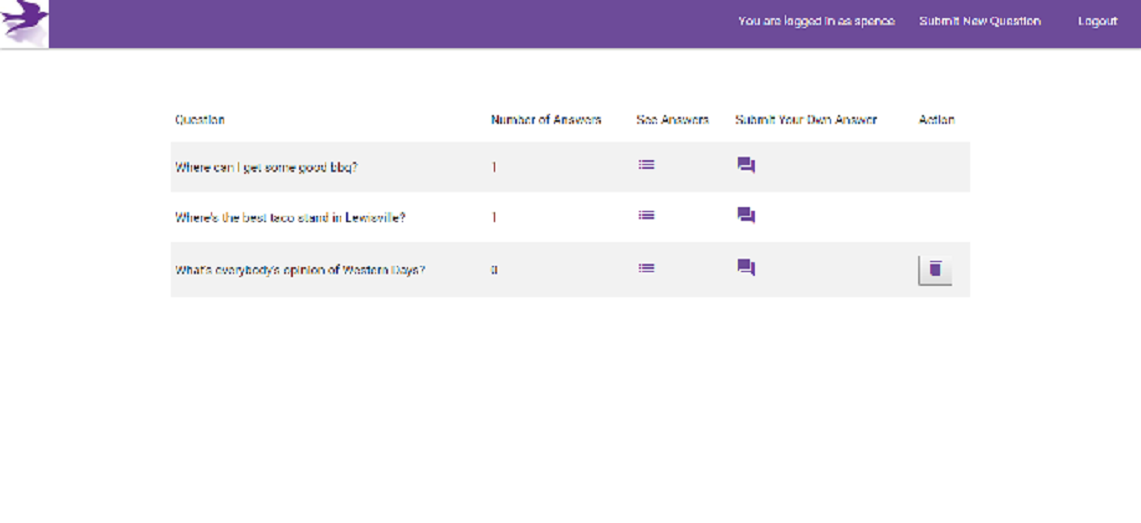 You are logged in as spence Submit New Question Logout
Question Number of Answers See Answers Submit Your Own Answer Action
Where can I get some good bbq? 1
Where's the best taco stand in Lewisville? 1
What's everybody's opinion of Western Days?